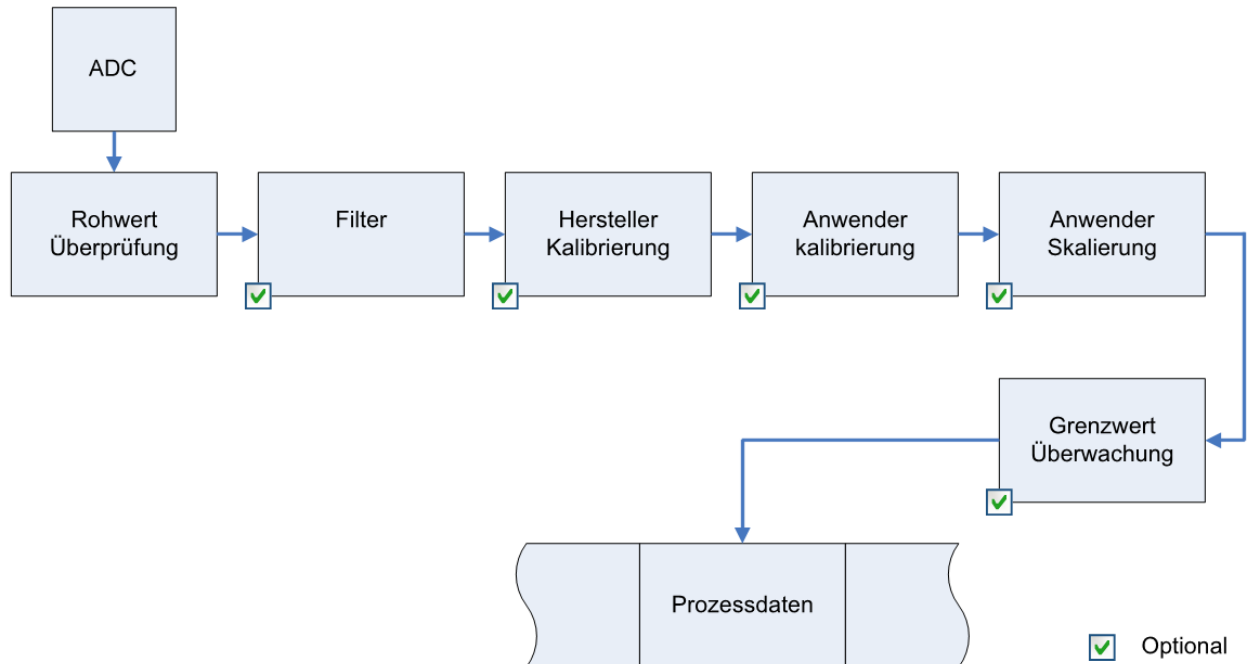 ADC
Rohwert
Überprüfung
Filter
Hersteller
Kalibrierung
Anwender
kalibrierung
Anwender
Skalierung
Grenzwert
Überwachung
Prozessdaten
Optional